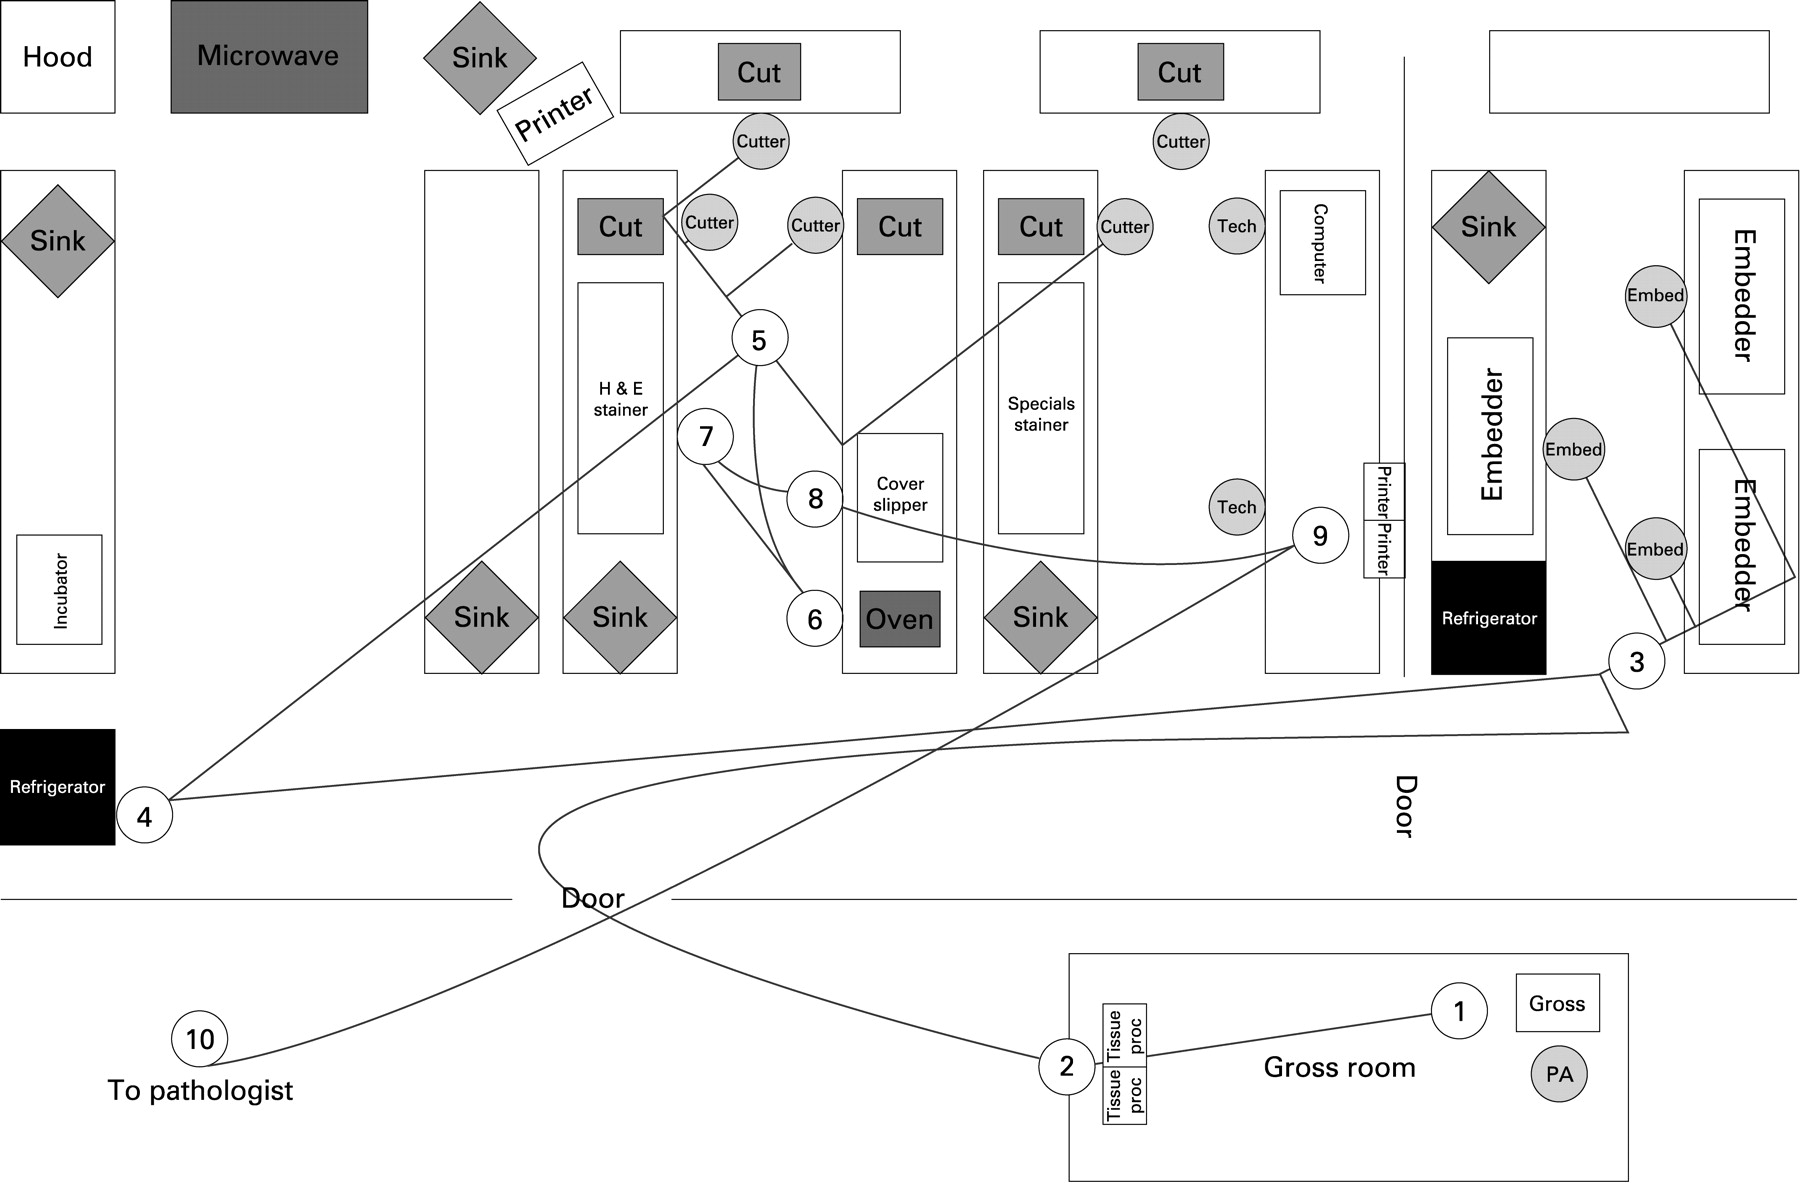 Hood
Microwave
Sink
Printer
Cut
Cut
Cutter
Cutter
Sink
Cut
Cutter
Cutter
Cut
Cut
Cutter
Tech
Computer
Sink
Embedder
Embed
5
H & E
stainer
7
8
Cover
slipper
Specials
stainer
Tech
9
Printer
Printer
Embedder
Embed
Embed
Embedder
Incubator
Sink
Sink
6
Oven
Sink
Refrigerator
3
Refrigerator
4
Door
Door
10
To pathologist
2
Tissue
proc
Tissue
proc
1
Gross
Gross room
PA